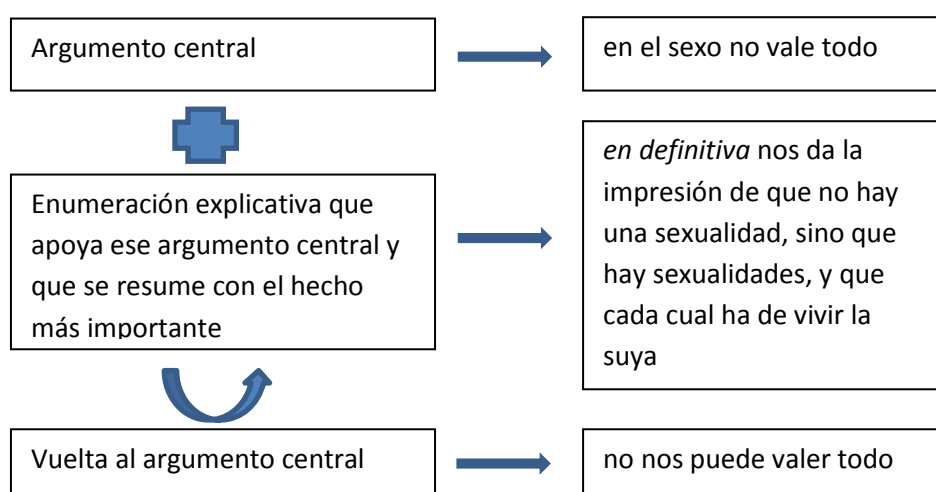 Argumento central
en el sexo no vale todo
Enumeración explicativa que
apoya ese argumento central y
que se resume con el hecho
más importante
en definitiva nos da la
impresión de que no hay
una sexualidad, sino que
hay sexualidades, y que
cada cual ha de vivir la
suya
Vuelta al argumento central
no nos puede valer todo